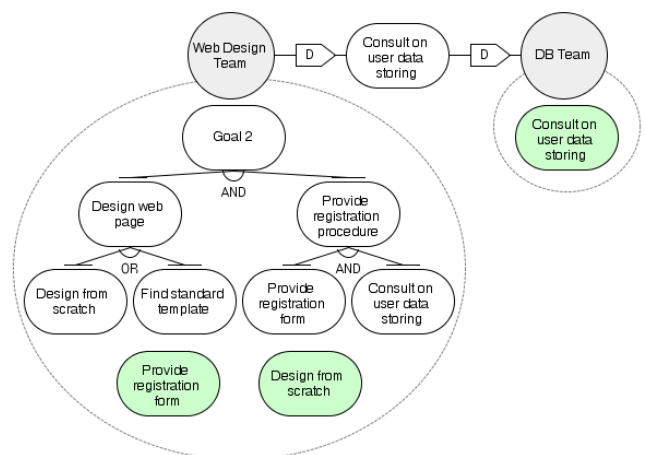 Web Design
Team
D
Consult on
user data
storing
D
DB Team
Goal 2
Consult on
user data
storing
AND
Design web
page
Provide
registration
procedure
OR
AND
Design from
scratch
Find standard
template
Provide
registration
form
Consult on
user data
storing
Provide
registration
form
Design from
scratch